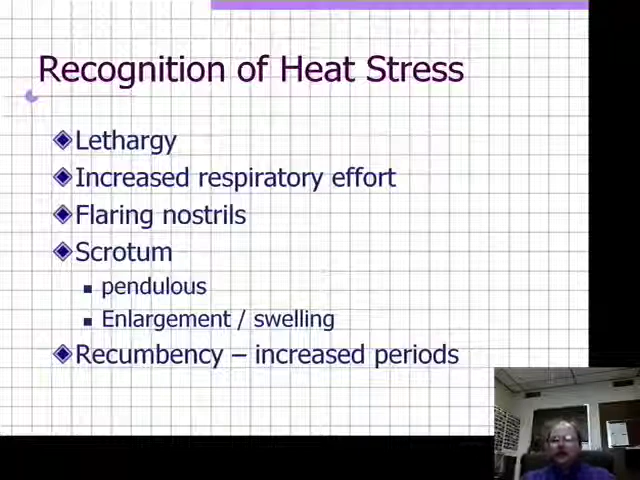 Recognition of Heat Stress
Lethargy
Increased respiratory effort
Flaring nostrils
Scrotum
pendulous
Enlargement / swelling
Recumbency – increased periods